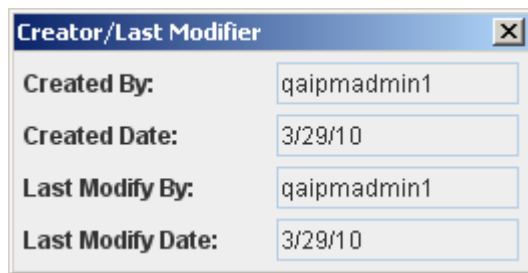 Creator/Last Modifier
Created By: qaipmadmin1
Created Date: 3/29/10
Last Modify By: qaipmadmin1
Last Modify Date: 3/29/10